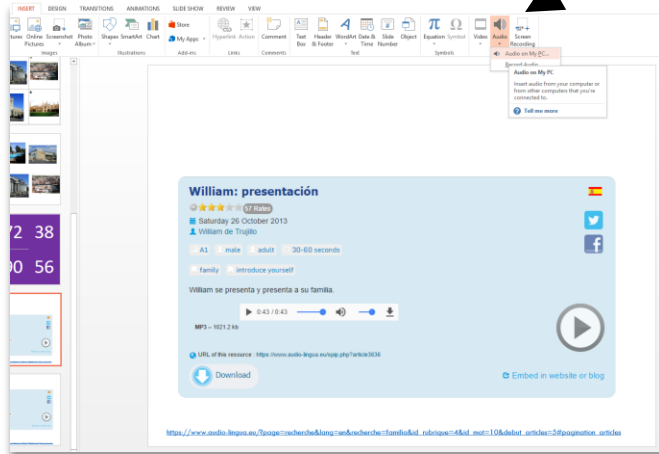 INSERT DESIGN TRANSITIONS ANIMATIONS SLIDE SHOW REVIEW VIEW
Online Pictures
Screenshot
Photo Album
Shapes SmartArt Chart
Store
My Apps
Hyperlink Action
Comment
Text Box
Header & Footer
WordArt
Date & Time
Slide Number
Object
Equation Symbol
Video Audio
Screen Recording
Images Illustrations Add-ins Links Comments Text Symbols
Audio on My PC...
Record Audio...
Audio on My PC
Insert audio from your computer or
from other computers that you're
connected to.
Tell me more
38
56
William: presentación
57 Rates
Saturday 26 October 2013
William de Trujillo
A1 male adult 30-60 seconds
family introduce yourself
William se presenta y presenta a su familia.
0:43 / 0:43
MP3 – 1021.2 kb
URL of this resource : https://www.audio-lingua.eu/spip.php?article3636
Download
Embed in website or blog
https://www.audio-lingua.eu/?page=recherche&lang=en&recherche=familia&id_rubrique=4&id_mot=10&debut_articles=5#pagination_articles